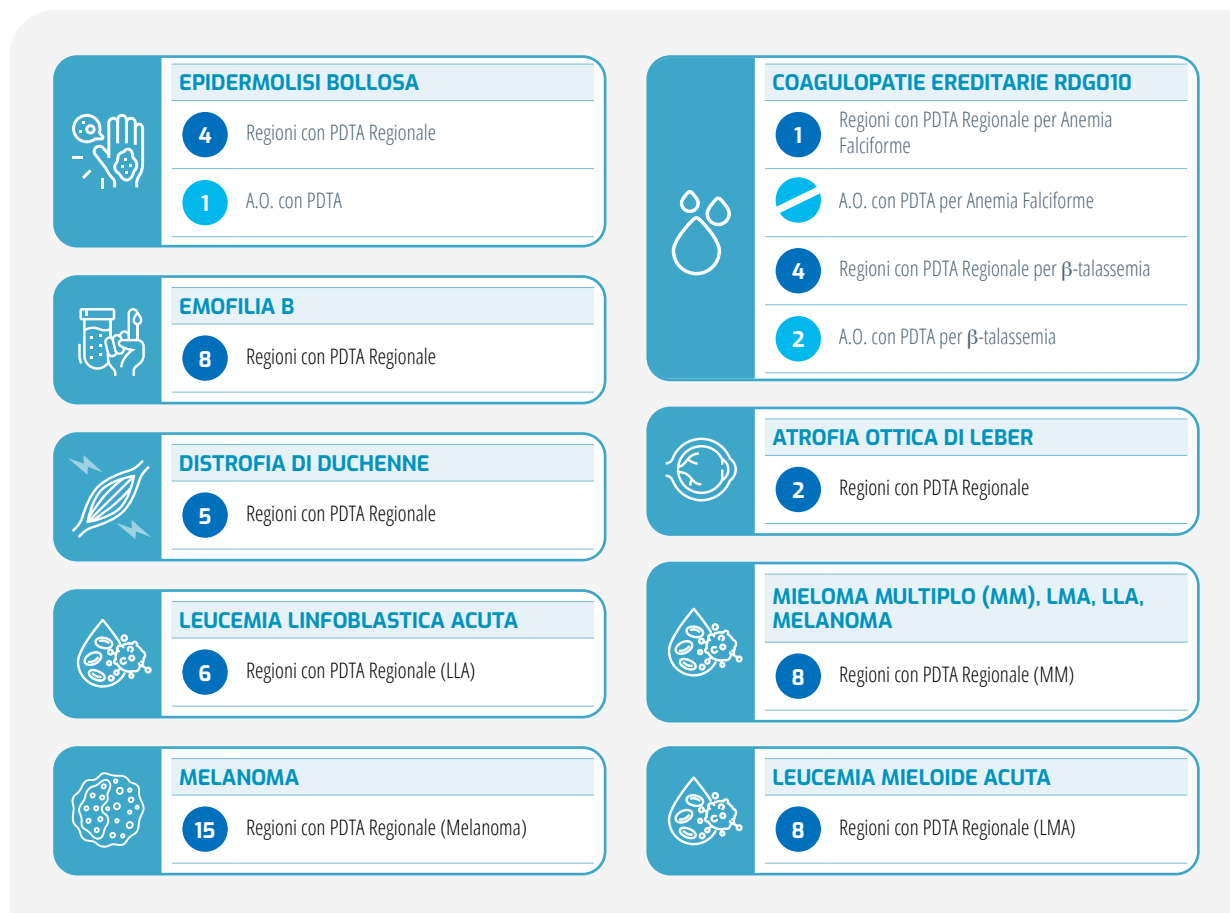 EPIDERMOLISI BOLLOSA
4
Regioni con PDTA Regionale
1
A.O. con PDTA
EMOFILIA B
8
Regioni con PDTA Regionale
DISTROFIA DI DUCHENNE
5
Regioni con PDTA Regionale
LEUCEMIA LINFOBLASTICA ACUTA
6
Regioni con PDTA Regionale (LLA)
MELANOMA
15
Regioni con PDTA Regionale (Melanoma)
COAGULOPATIE EREDITARIE RDG010
1
Regioni con PDTA Regionale per Anemia
Falciforme
A.O. con PDTA per Anemia Falciforme
4
Regioni con PDTA Regionale per β-talassemia
2
A.O. con PDTA per β-talassemia
ATROFIA OTTICA DI LEBER
2
Regioni con PDTA Regionale
MIELOMA MULTIPLO (MM), LMA, LLA,
MELANOMA
8
Regioni con PDTA Regionale (MM)
LEUCEMIA MIELOIDE ACUTA
8
Regioni con PDTA Regionale (LMA)